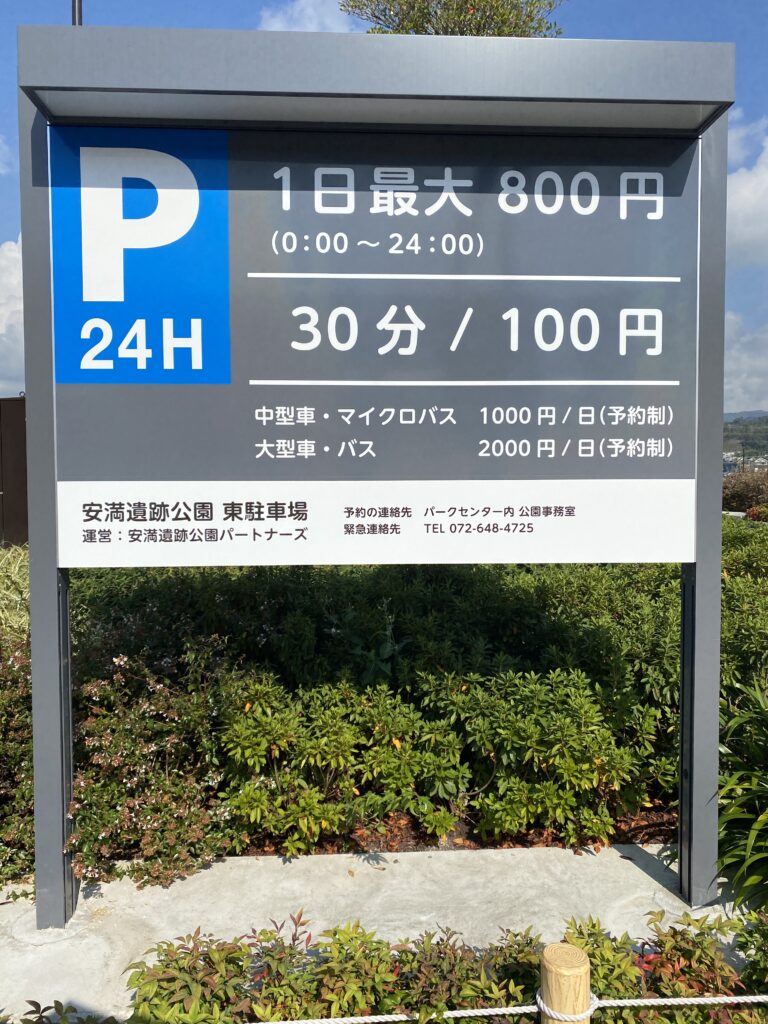 P
24H
1日最大 800円
(0:00～24:00)
30分 / 100円
中型車・マイクロバス 1000円/日(予約制)
大型車・バス 2000円/日(予約制)
安満遺跡公園 東駐車場
運営：安満遺跡公園パートナーズ
予約の連絡先 パークセンター内 公園事務室
緊急連絡先 TEL 072-648-4725